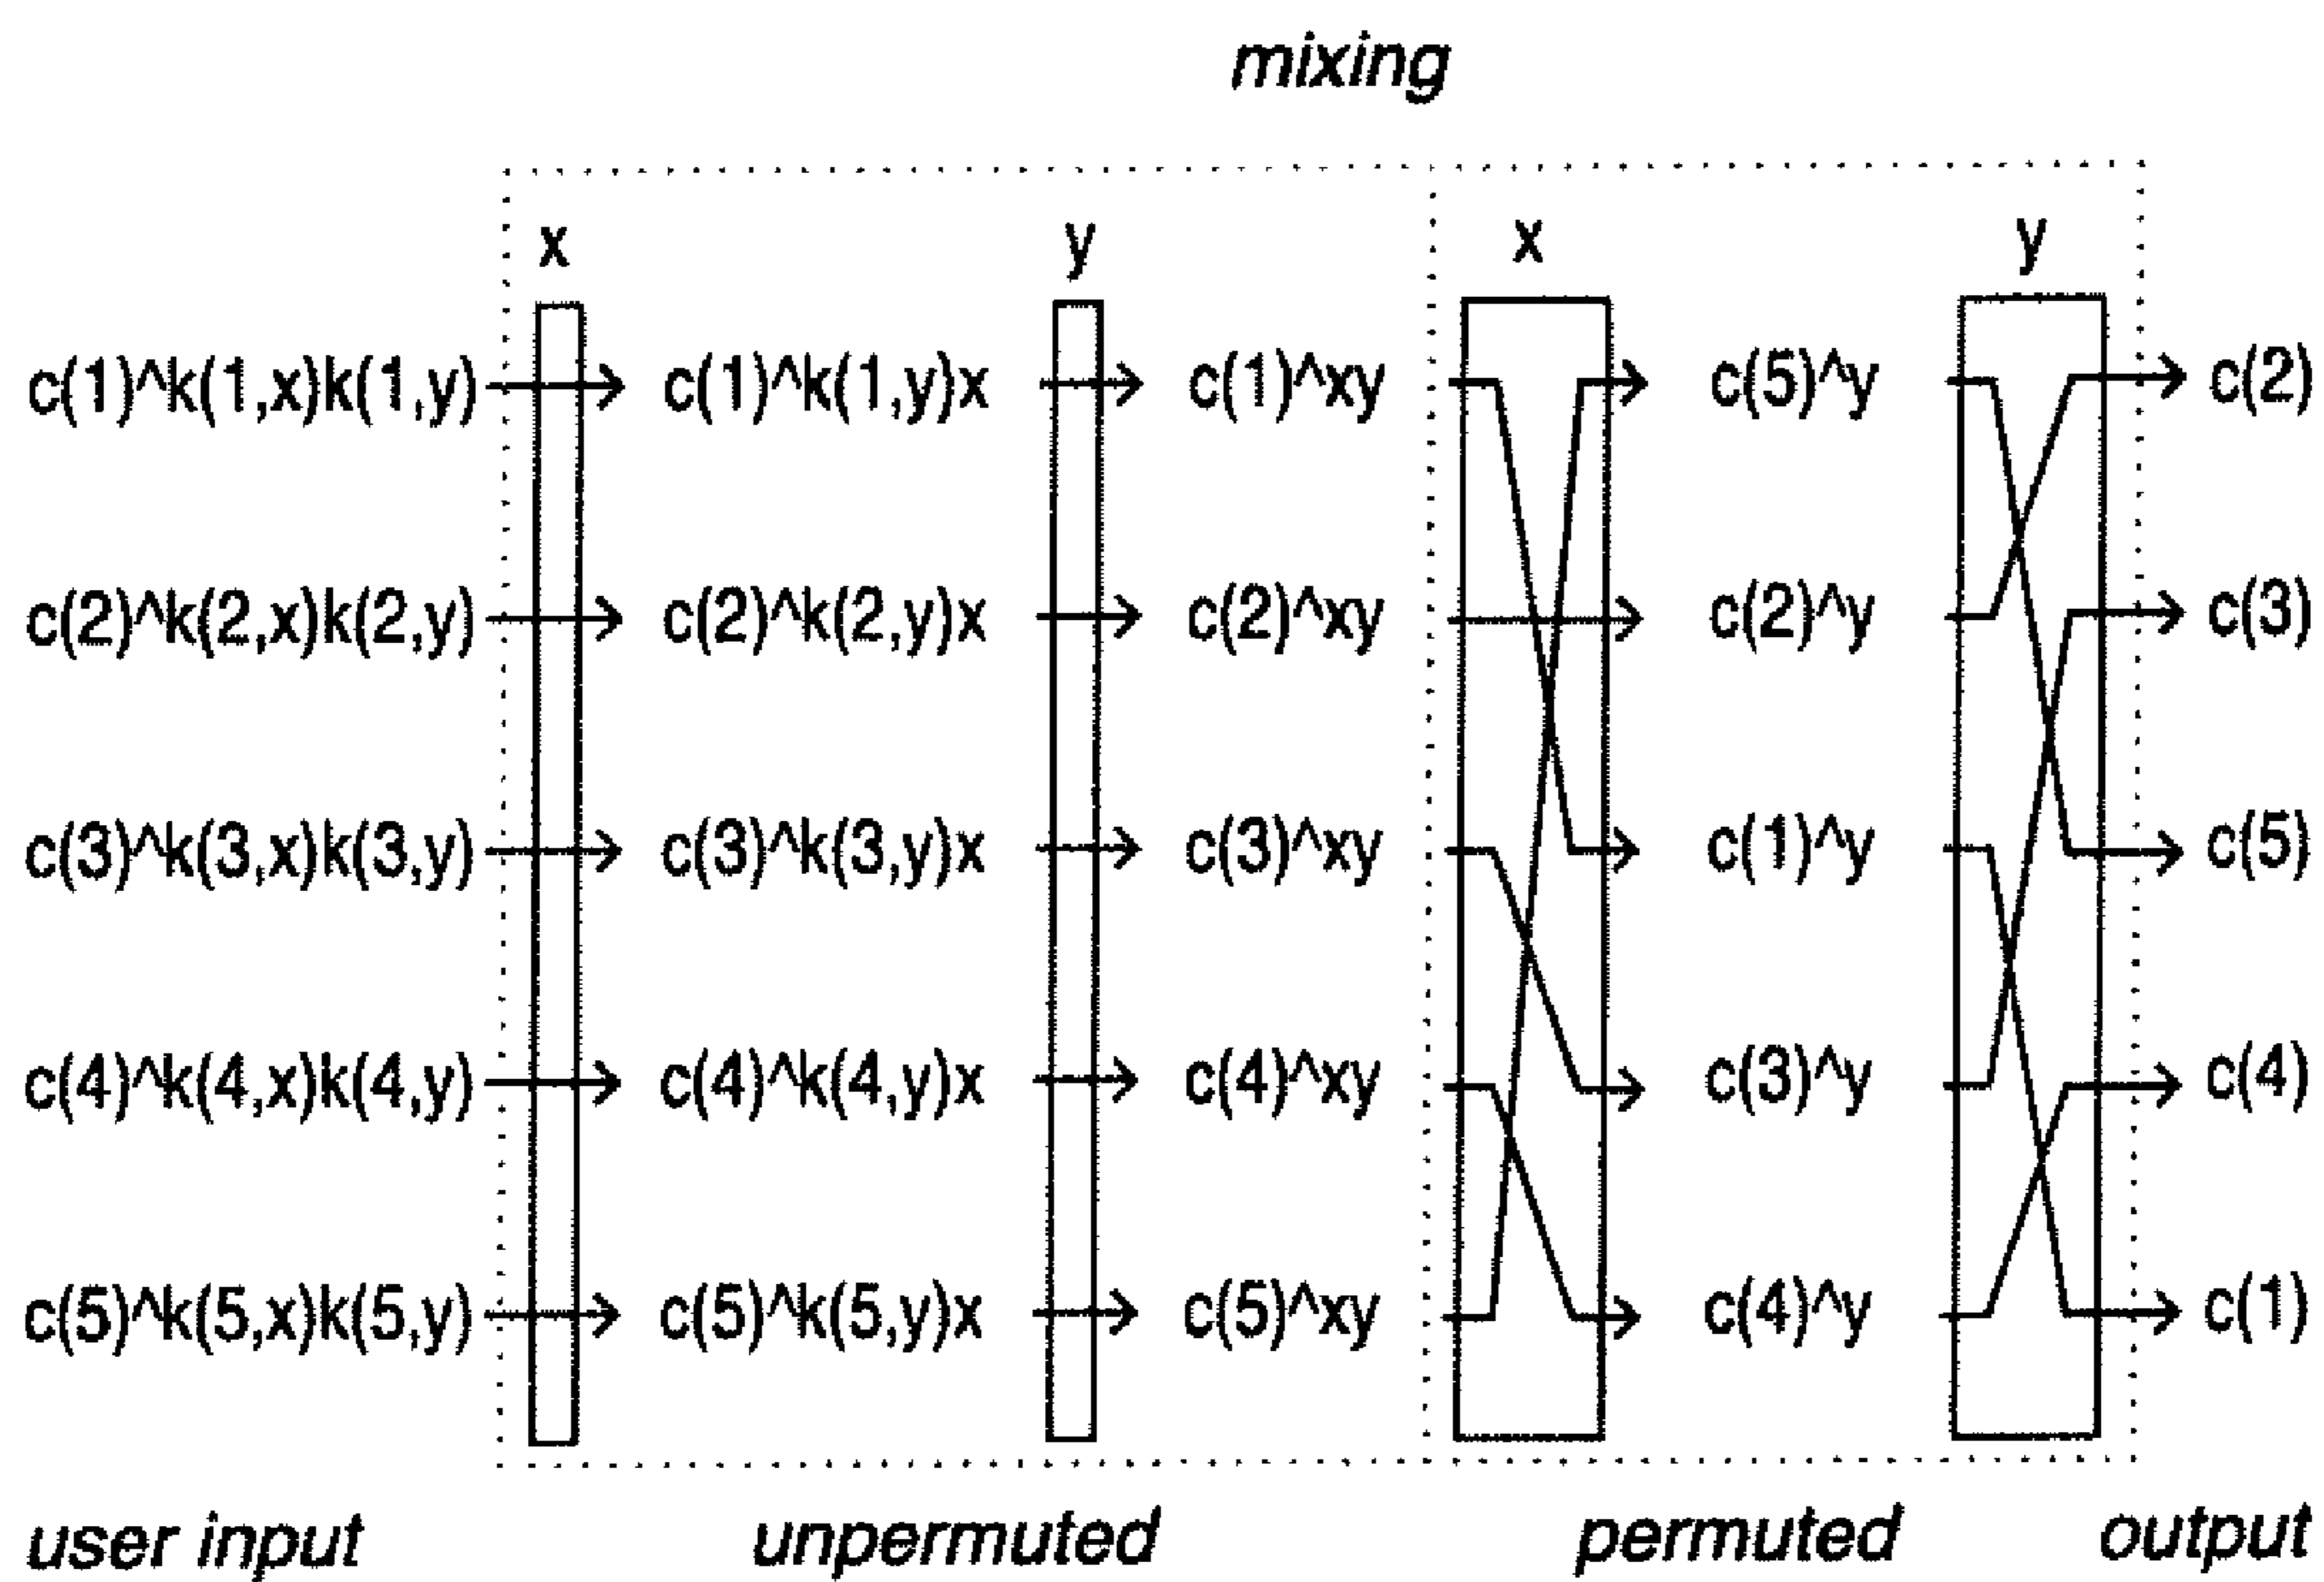 mixing
x y x y
c(1)^k(1,x)k(1,y) c(1)^k(1,y)x c(1)^xy c(5)^y c(2)
c(2)^k(2,x)k(2,y) c(2)^k(2,y)x c(2)^xy c(2)^y c(3)
c(3)^k(3,x)k(3,y) c(3)^k(3,y)x c(3)^xy c(1)^y c(5)
c(4)^k(4,x)k(4,y) c(4)^k(4,y)x c(4)^xy c(3)^y c(4)
c(5)^k(5,x)k(5,y) c(5)^k(5,y)x c(5)^xy c(4)^y c(1)
user input unpermuted permuted output